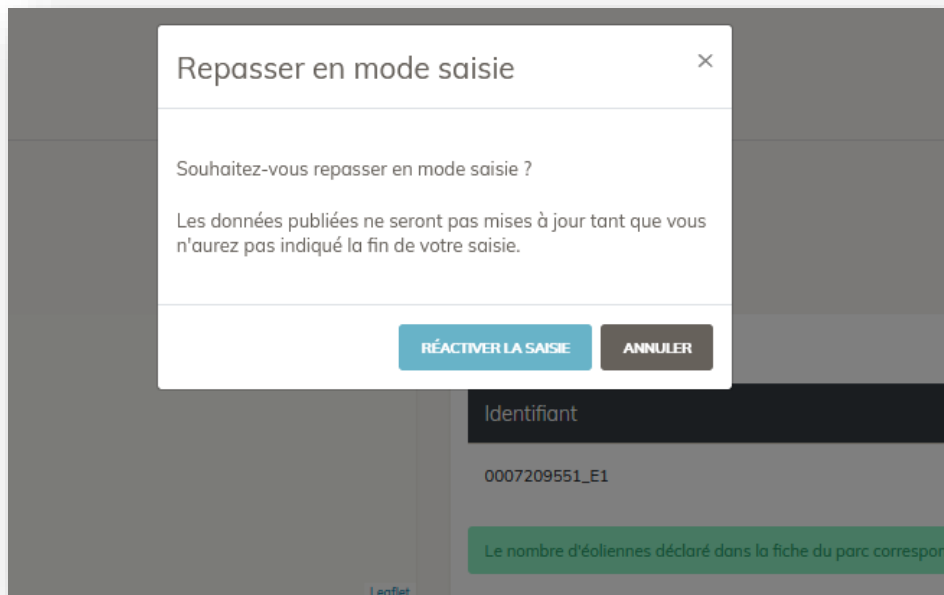 Repasser en mode saisie
×
Souhaitez-vous repasser en mode saisie ?
Les données publiées ne seront pas mises à jour tant que vous
n'aurez pas indiqué la fin de votre saisie.
RÉACTIVER LA SAISIE
ANNULER
Identifiant
0007209551_E1
Le nombre d'éoliennes déclaré dans la fiche du parc correspon
Leaflet